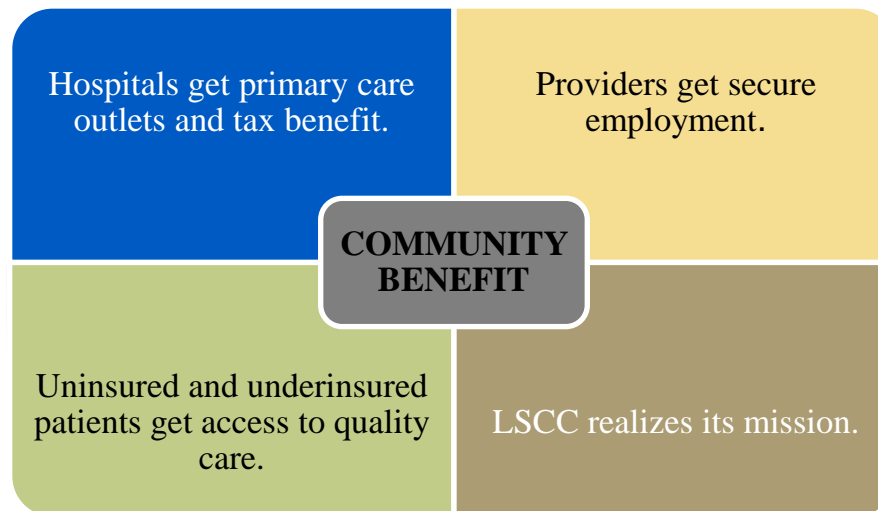 Hospitals get primary care
outlets and tax benefit.
Providers get secure
employment.
COMMUNITY
BENEFIT
Uninsured and underinsured
patients get access to quality
care.
LSCC realizes its mission.